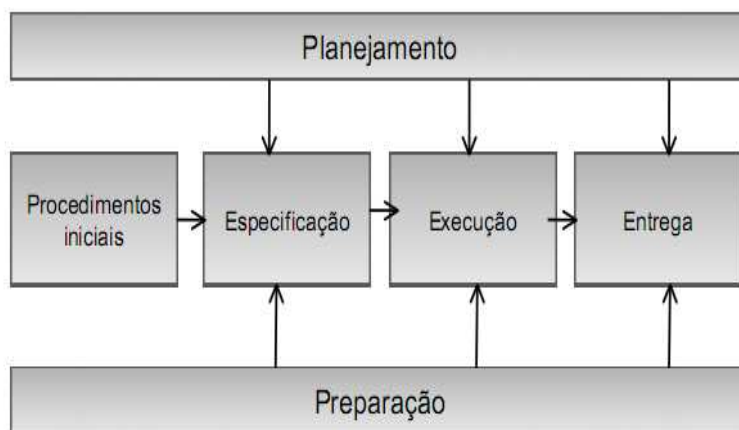 Planejamento
Procedimentos
iniciais
Especificação
Execução
Entrega
Preparação